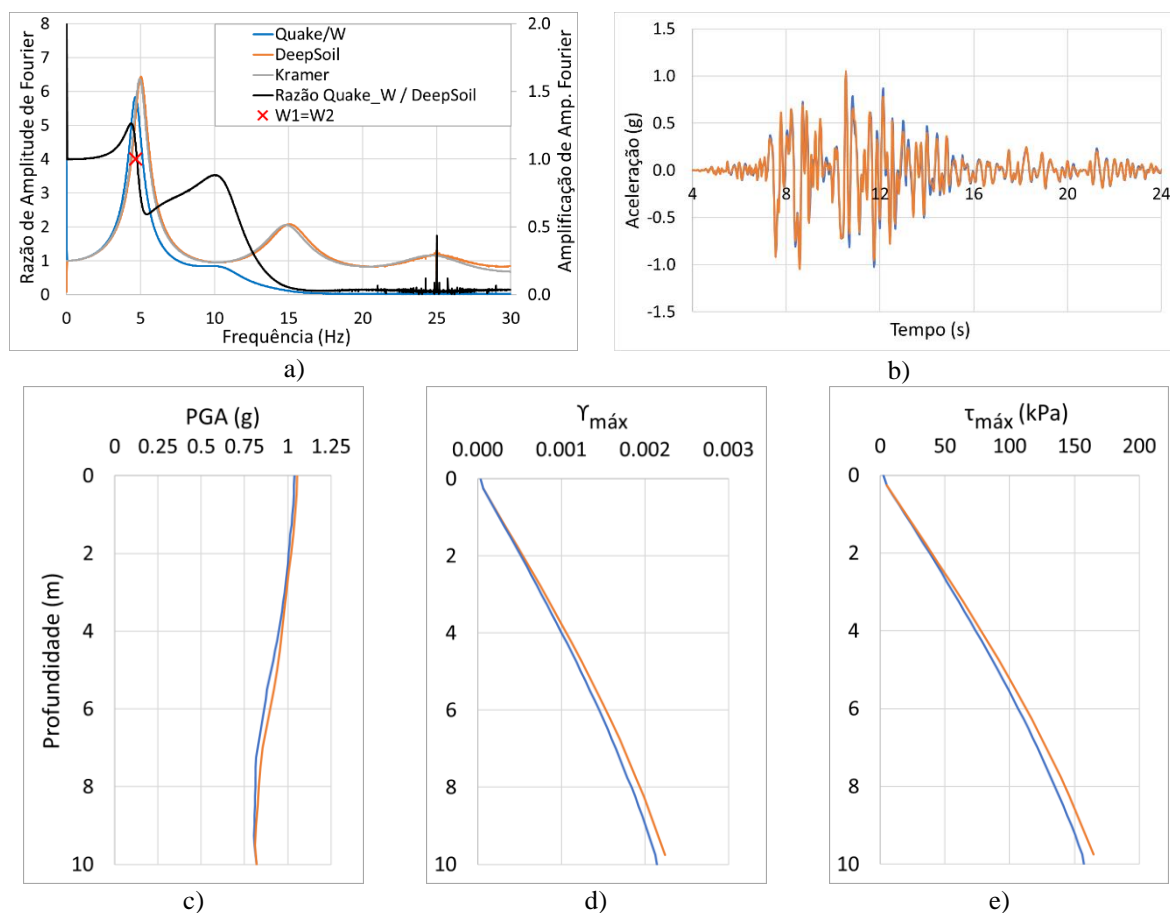 Quake/W
DeepSoil
Kramer
Razão Quake_W / DeepSoil
W1=W2
Razão de Amplitude de Fourier
8
7
6
5
4
3
2
1
0
2.0
1.5
1.0
0.5
0.0
Amplificação de Amp. Fourier
0 5 10 15 20 25 30
Frequência (Hz)
a)
Aceleração (g)
1.5
1.0
0.5
0.0
-0.5
-1.0
-1.5
4 8 12 16 20 24
Tempo (s)
b)
PGA (g)
0 0.25 0.5 0.75 1 1.25
Profundidade (m)
0
2
4
6
8
10
c)
ϒmáx
0.000 0.001 0.002 0.003
0
2
4
6
8
10
d)
τmáx (kPa)
0 50 100 150 200
0
2
4
6
8
10
e)